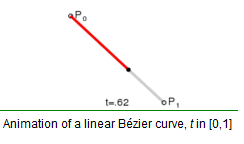 P0
t=.62 P1
Animation of a linear Bézier curve, t in [0,1]